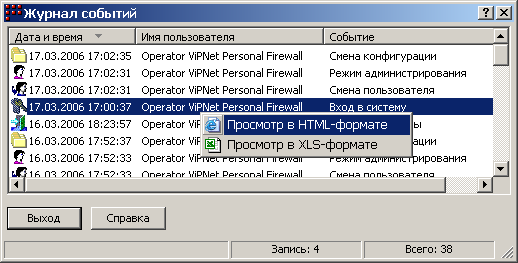 Журнал событий
Дата и время Имя пользователя Событие
17.03.2006 17:02:35 Operator ViPNet Personal Firewall Смена конфигурации
17.03.2006 17:02:31 Operator ViPNet Personal Firewall Режим администрирования
17.03.2006 17:02:31 Operator ViPNet Personal Firewall Смена пользователя
17.03.2006 17:00:37 Operator ViPNet Personal Firewall Вход в систему
16.03.2006 18:23:57 Operator
Просмотр в HTML-формате
16.03.2006 17:52:37 Operator
Просмотр в XLS-формате
16.03.2006 17:52:33 Operator ViPNet Personal Firewall Режим администрирования
16.03.2006 17:52:33 Operator ViPNet Personal Firewall Смена пользователя
Выход Справка
Запись: 4 Всего: 38